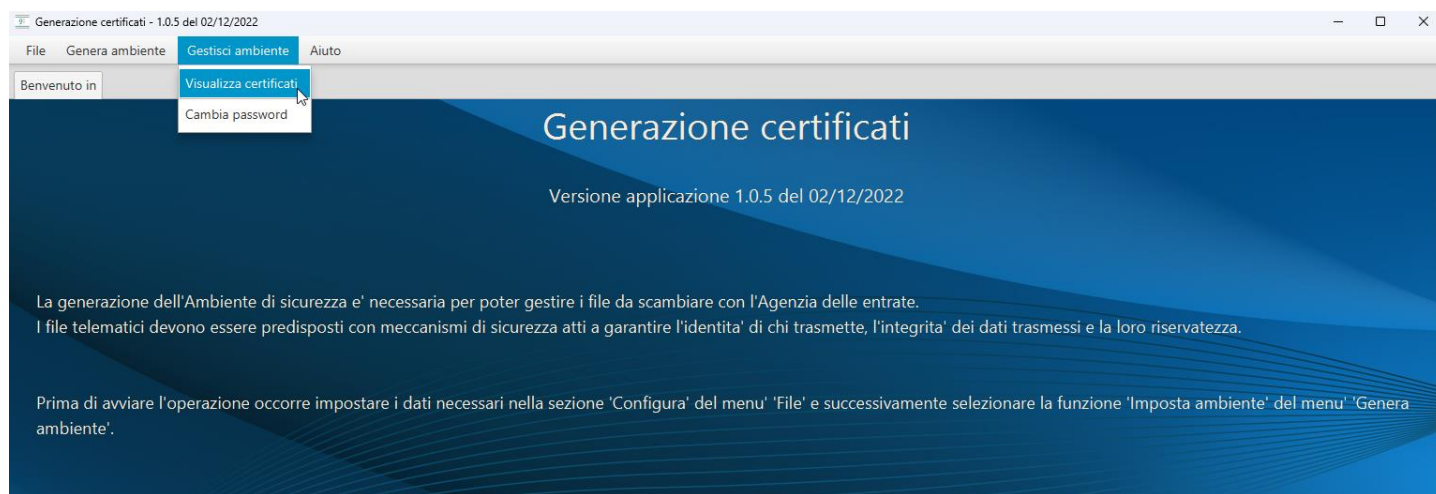 Generazione certificati - 1.0.5 del 02/12/2022
File Genera ambiente Gestisci ambiente Aiuto
Benvenuto in
Visualizza certificati
Cambia password
Generazione certificati
Versione applicazione 1.0.5 del 02/12/2022
La generazione dell'Ambiente di sicurezza e' necessaria per poter gestire i file da scambiare con l'Agenzia delle entrate.
I file telematici devono essere predisposti con meccanismi di sicurezza atti a garantire l'identita' di chi trasmette, l'integrita' dei dati trasmessi e la loro riservatezza.
Prima di avviare l'operazione occorre impostare i dati necessari nella sezione 'Configura' del menu' 'File' e successivamente selezionare la funzione 'Imposta ambiente' del menu' 'Genera
ambiente'.